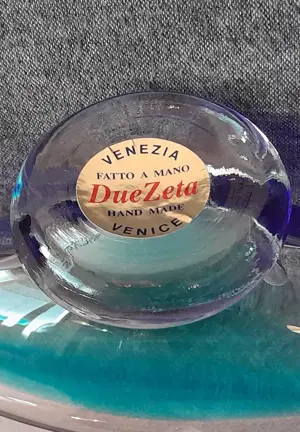 VENEZIA
FATTO A MANO
DueZeta
HAND MADE
VENICE